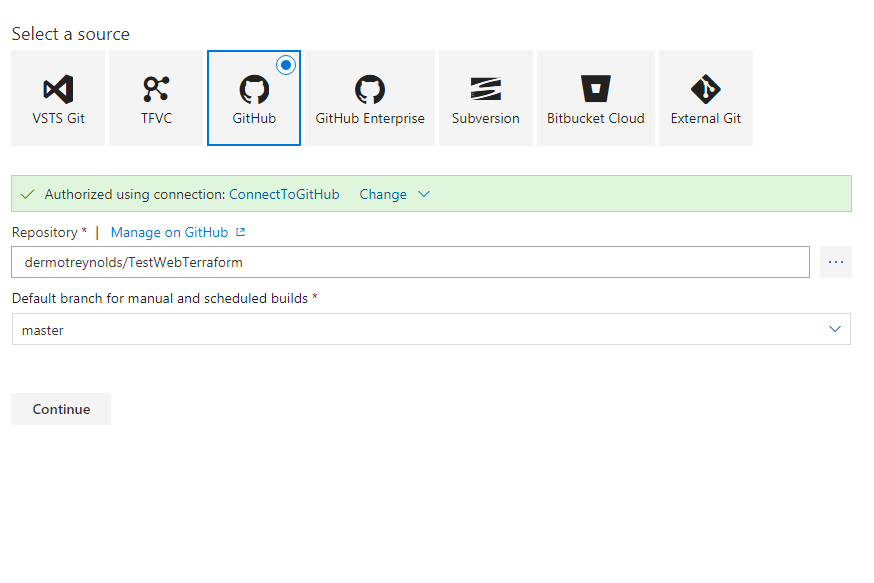 Select a source
VSTS Git
TFVC
GitHub
GitHub Enterprise
Subversion
Bitbucket Cloud
External Git
Authorized using connection: ConnectToGitHub Change
Repository * | Manage on GitHub
dermotreynolds/TestWebTerraform
...
Default branch for manual and scheduled builds *
master
Continue